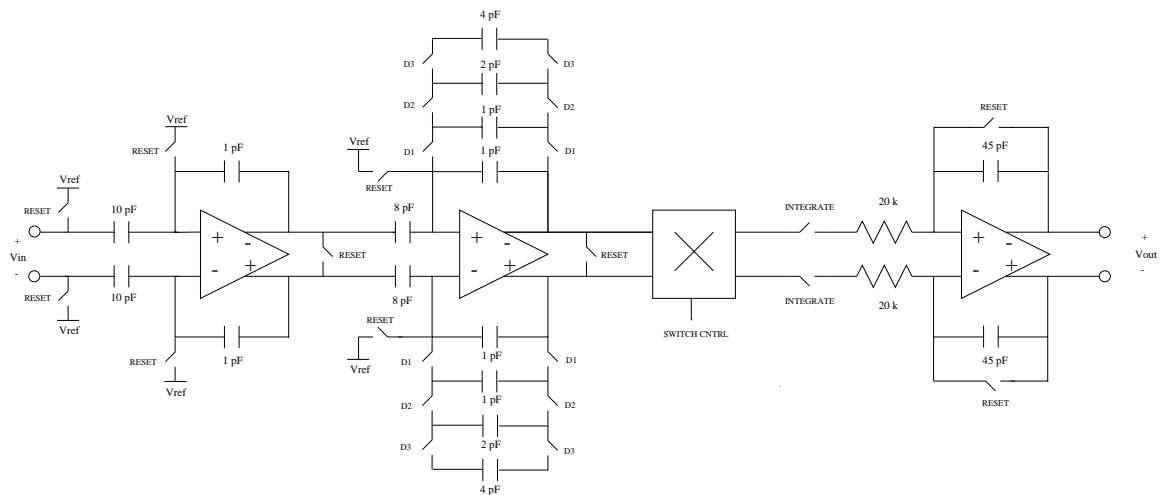 4 pF
D3
D3
2 pF
D2
D2
1 pF
D1
D1
1 pF
Vref
RESET
1 pF
Vref
RESET
Vref
RESET
10 pF
8 pF
+
Vin
-
+
-
-
+
RESET
+
-
-
+
RESET
SWITCH CNTRL
INTEGRATE
INTEGRATE
20 k
20 k
RESET
45 pF
+
-
-
+
+
Vout
-
RESET
10 pF
Vref
8 pF
RESET
Vref
1 pF
RESET
Vref
1 pF
D1
D1
1 pF
D2
D2
2 pF
D3
D3
4 pF
45 pF
RESET